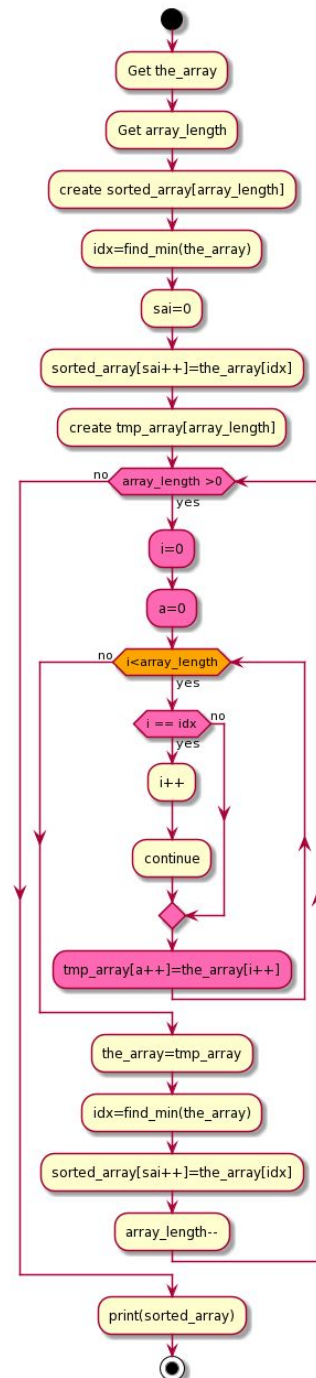 Get the_array
Get array_length
create sorted_array[array_length]
idx=find_min(the_array)
sai=0
sorted_array[sai++]=the_array[idx]
create tmp_array[array_length]
no
array_length >0
yes
i=0
a=0
no
i<array_length
yes
i == idx
no
yes
i++
continue
tmp_array[a++]=the_array[i++]
the_array=tmp_array
idx=find_min(the_array)
sorted_array[sai++]=the_array[idx]
array_length--
print(sorted_array)